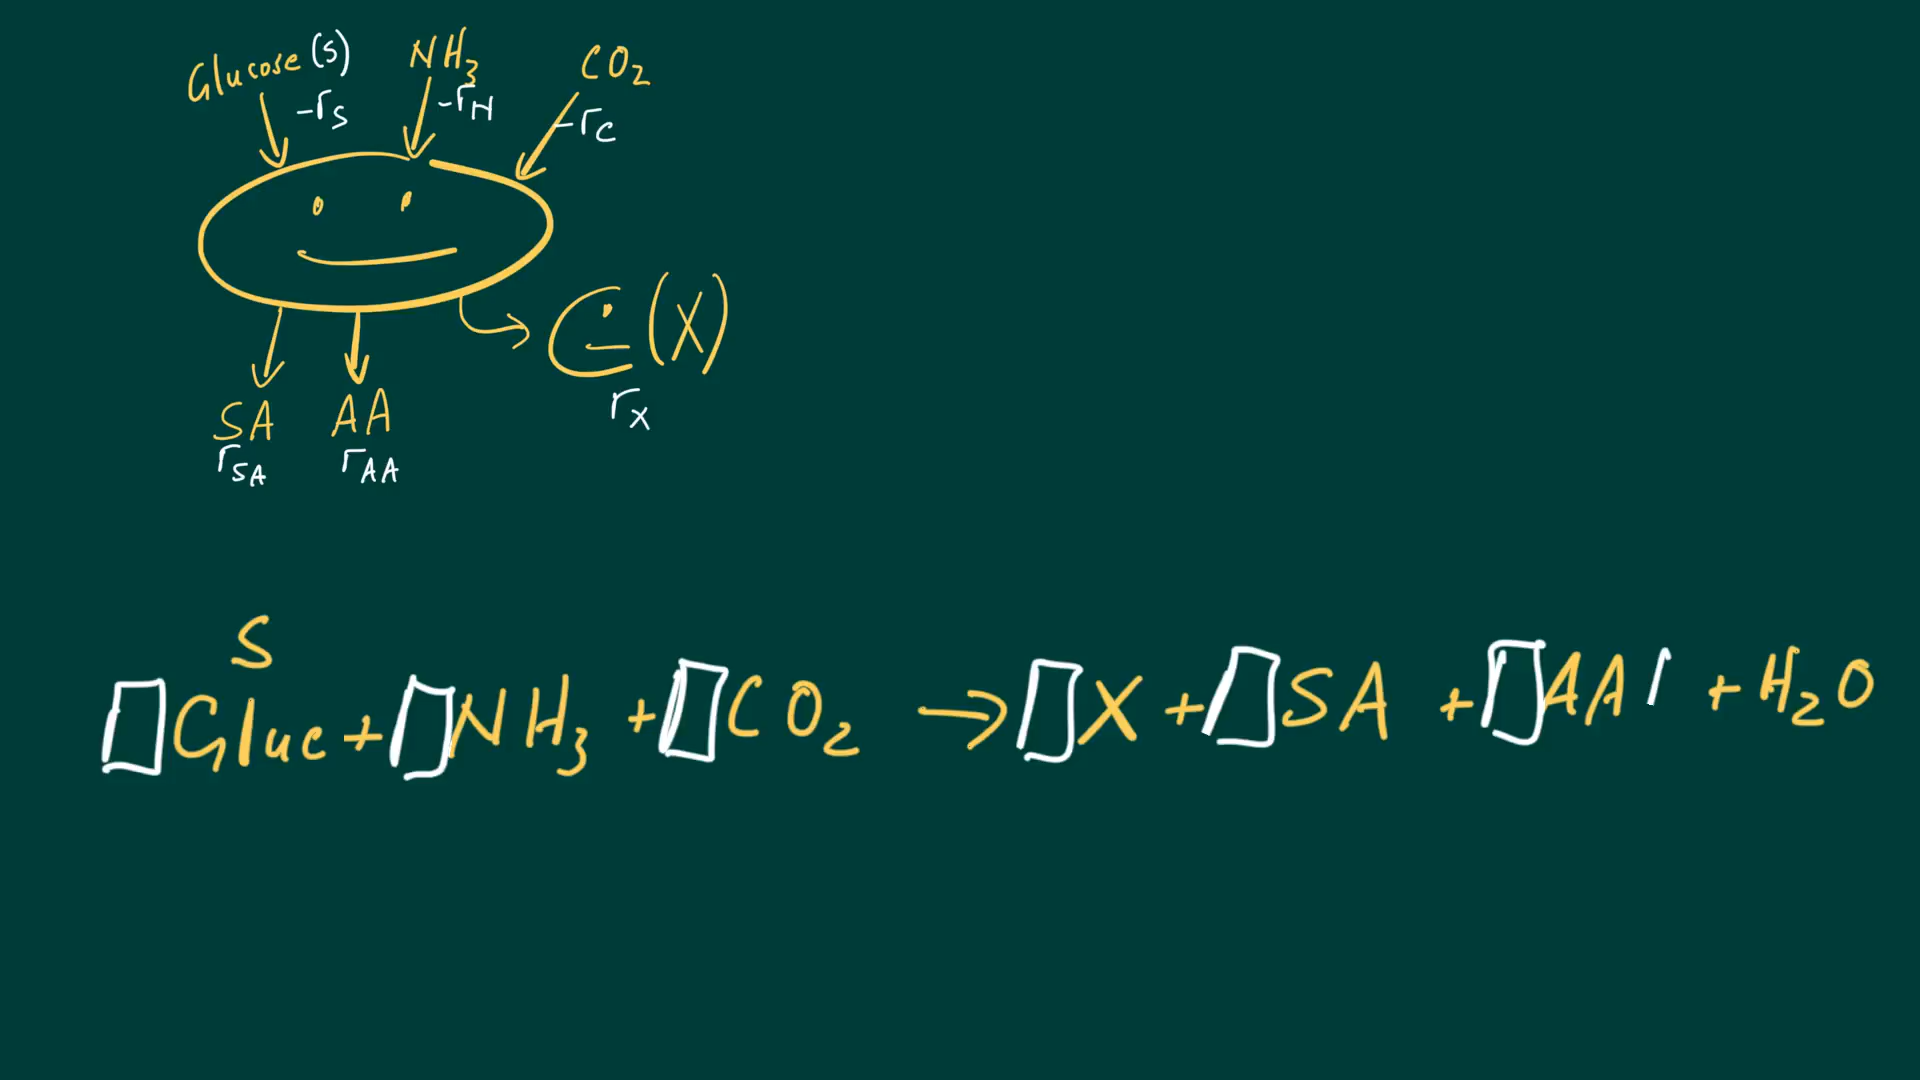 Glucose (S) NH3 CO2
-rS -rH -rC
(X)
rX
SA AA
rSA rAA
S
Gluc + NH3 + CO2 → X + SA + AA + H2O